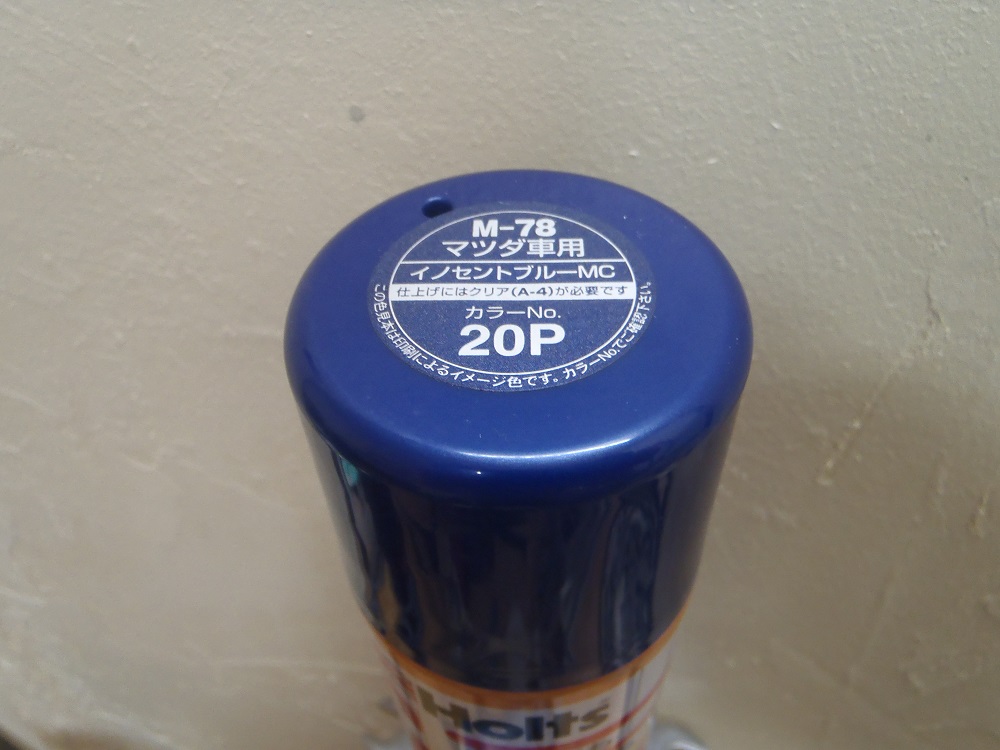 M-78
マツダ車用
イノセントブルーMC
仕上げにはクリア(A-4)が必要です
カラーNo.
20P
この色見本は印刷によるイメージ色です。カラーNo.でご確認下さい。
Holts